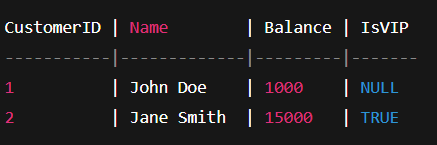 CustomerID | Name        | Balance | IsVIP
-----------|-------------|---------|-------
1          | John Doe    | 1000    | NULL
2          | Jane Smith  | 15000   | TRUE